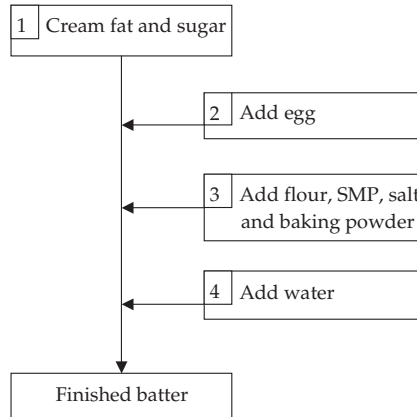 1 Cream fat and sugar
2 Add egg
3 Add flour, SMP, salt
and baking powder
4 Add water
Finished batter